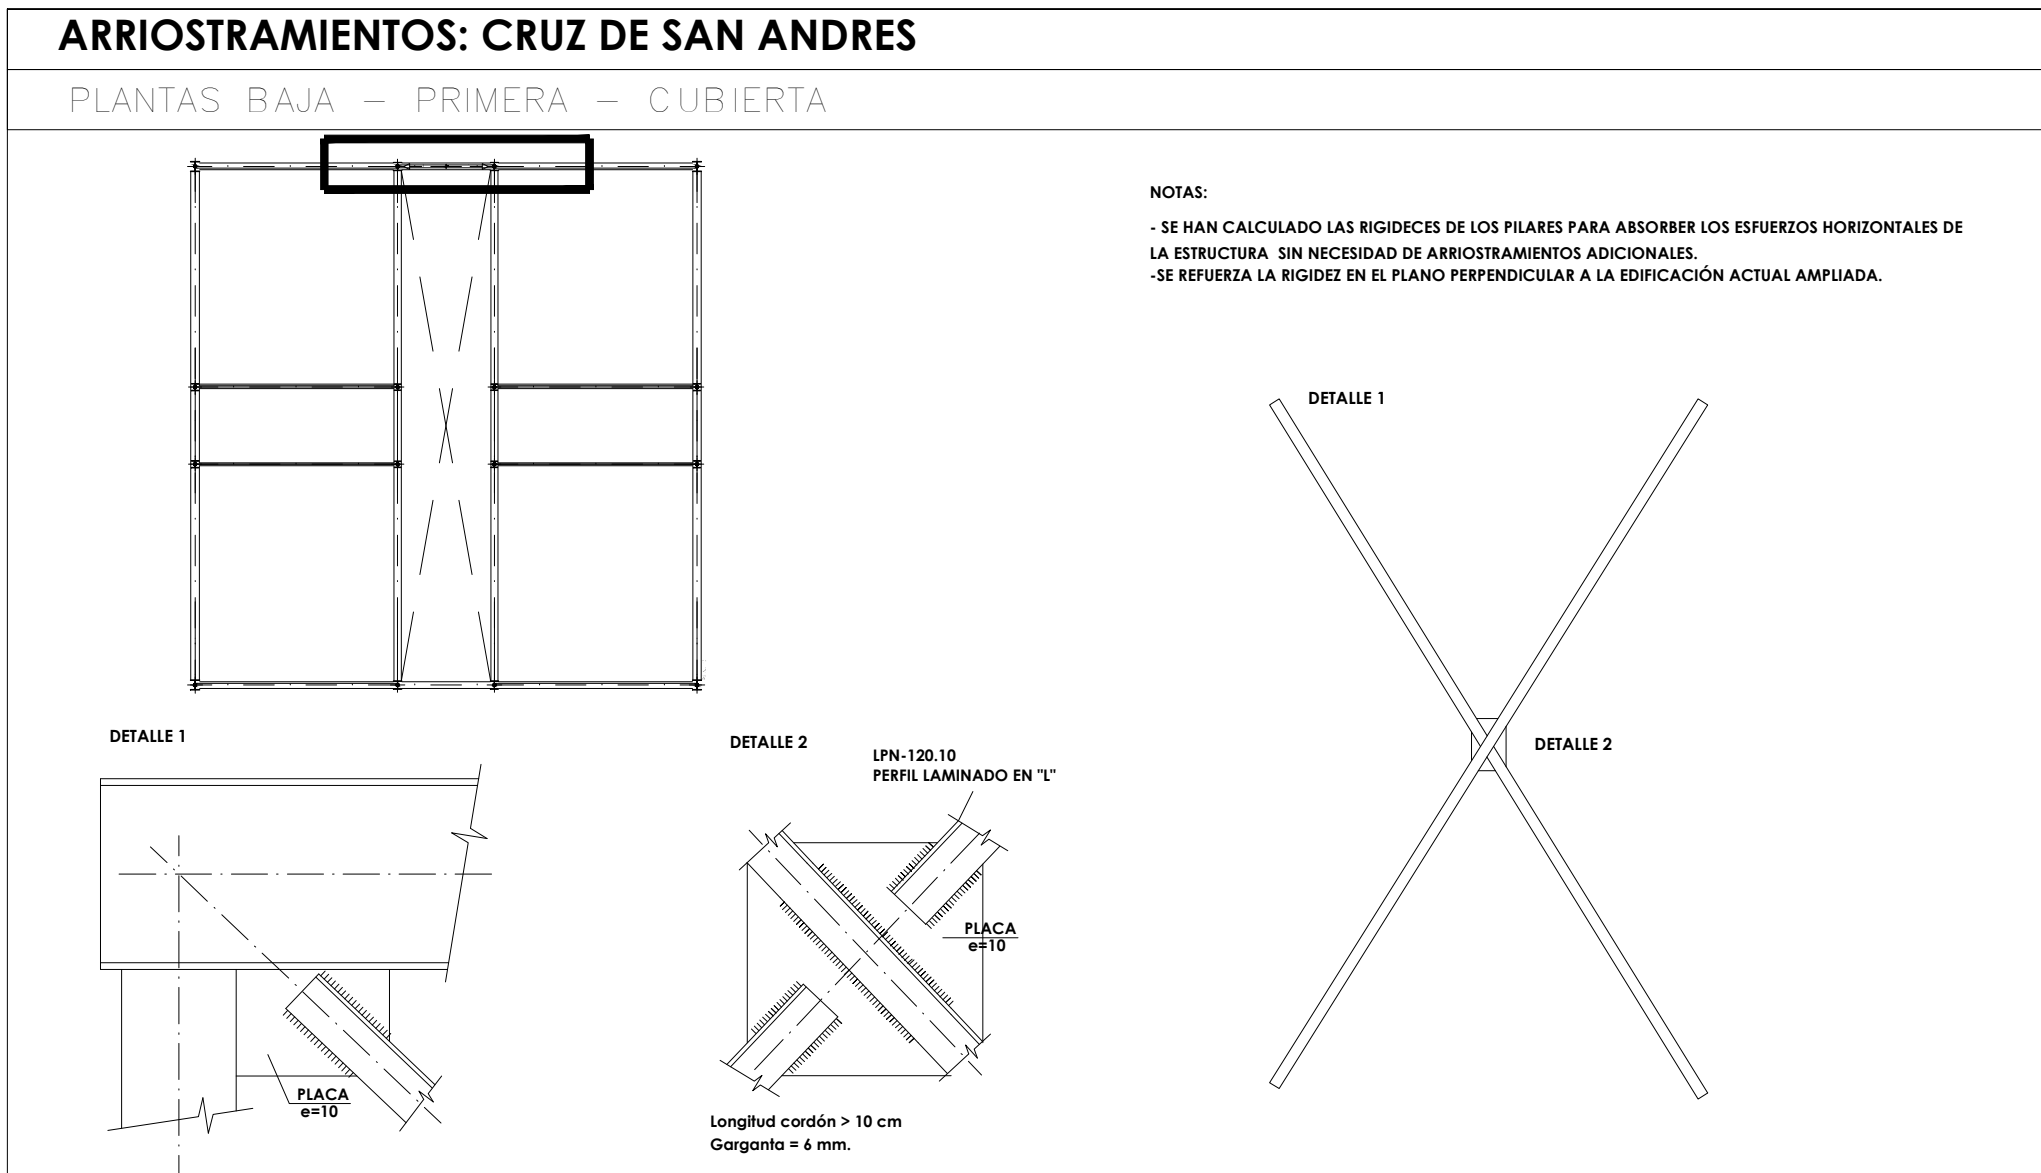 ARRIOSTRAMIENTOS: CRUZ DE SAN ANDRES
PLANTAS BAJA – PRIMERA – CUBIERTA
NOTAS:
- SE HAN CALCULADO LAS RIGIDECES DE LOS PILARES PARA ABSORBER LOS ESFUERZOS HORIZONTALES DE
LA ESTRUCTURA SIN NECESIDAD DE ARRIOSTRAMIENTOS ADICIONALES.
-SE REFUERZA LA RIGIDEZ EN EL PLANO PERPENDICULAR A LA EDIFICACIÓN ACTUAL AMPLIADA.
DETALLE 1
DETALLE 2
DETALLE 1
PLACA
e=10
DETALLE 2
LPN-120.10
PERFIL LAMINADO EN "L"
PLACA
e=10
Longitud cordón > 10 cm
Garganta = 6 mm.